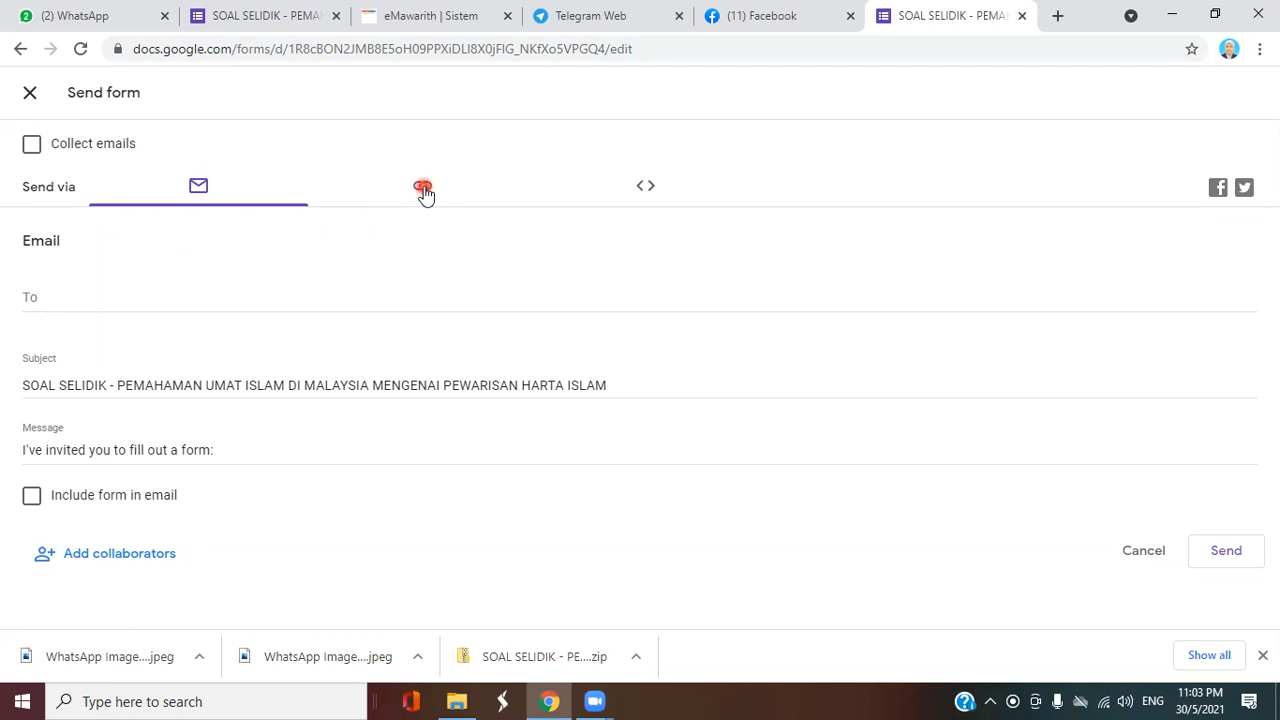 (2) WhatsApp
SOAL SELIDIK - PEMAHAM
eMawarith | Sistem
Telegram Web
(11) Facebook
SOAL SELIDIK - PEMAH
docs.google.com/forms/d/1R8cBON2JMB8E5oH09PPXiDLI8X0jFIG_NKfXo5VPGQ4/edit
Send form
Collect emails
Send via
Email
To
Subject
SOAL SELIDIK - PEMAHAMAN UMAT ISLAM DI MALAYSIA MENGENAI PEWARISAN HARTA ISLAM
Message
I've invited you to fill out a form:
Include form in email
Add collaborators
Cancel
Send
WhatsApp Image....jpeg
WhatsApp Image....jpeg
SOAL SELIDIK - PE....zip
Show all
Type here to search
ENG
11:03 PM
30/5/2021